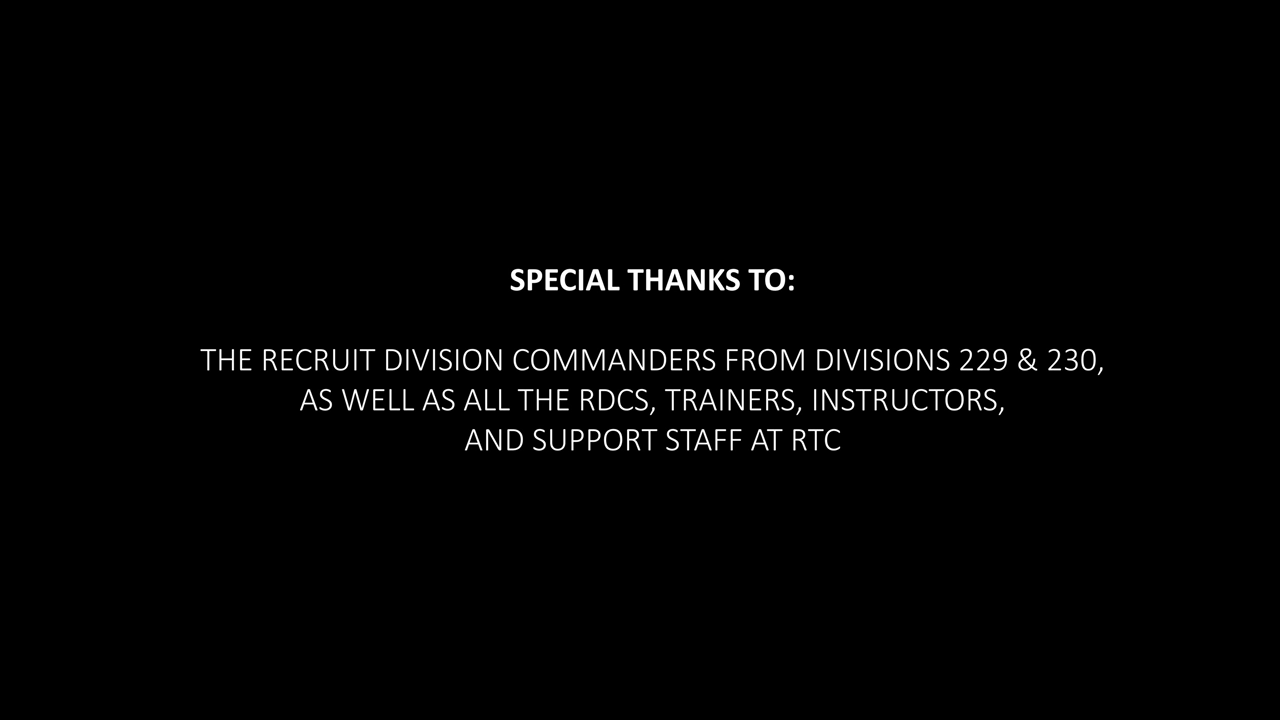 SPECIAL THANKS TO:
THE RECRUIT DIVISION COMMANDERS FROM DIVISIONS 229 & 230,
AS WELL AS ALL THE RDCS, TRAINERS, INSTRUCTORS,
AND SUPPORT STAFF AT RTC